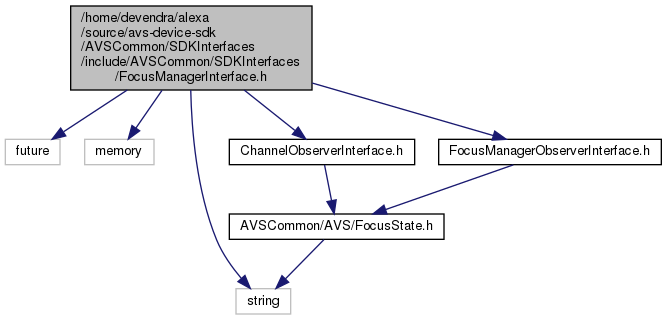 /home/devendra/alexa
/source/avs-device-sdk
/AVSCommon/SDKInterfaces
/include/AVSCommon/SDKInterfaces
/FocusManagerInterface.h
future
memory
ChannelObserverInterface.h
FocusManagerObserverInterface.h
AVSCommon/AVS/FocusState.h
string